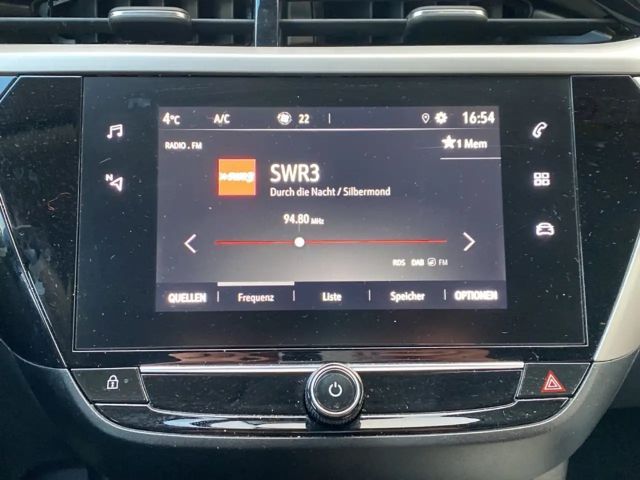 4°C A/C 22 16:54
RADIO . FM
1 Mem
SWR3
SWR3
Durch die Nacht / Silbermond
94.80 MHz
RDS DAB FM
QUELLEN Frequenz Liste Speicher OPTIONEN
N